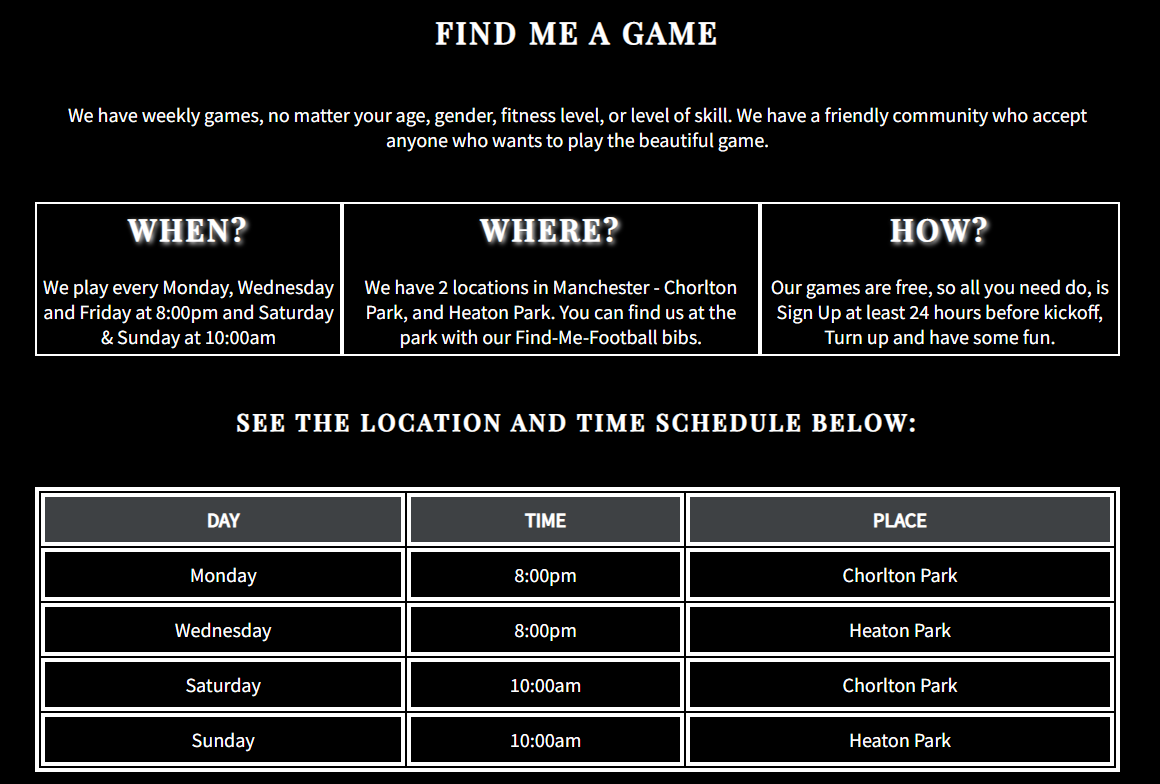 FIND ME A GAME
We have weekly games, no matter your age, gender, fitness level, or level of skill. We have a friendly community who accept
anyone who wants to play the beautiful game.
WHEN?
We play every Monday, Wednesday
and Friday at 8:00pm and Saturday
& Sunday at 10:00am
WHERE?
We have 2 locations in Manchester - Chorlton
Park, and Heaton Park. You can find us at the
park with our Find-Me-Football bibs.
HOW?
Our games are free, so all you need do, is
Sign Up at least 24 hours before kickoff,
Turn up and have some fun.
SEE THE LOCATION AND TIME SCHEDULE BELOW:
DAY TIME PLACE
Monday 8:00pm Chorlton Park
Wednesday 8:00pm Heaton Park
Saturday 10:00am Chorlton Park
Sunday 10:00am Heaton Park